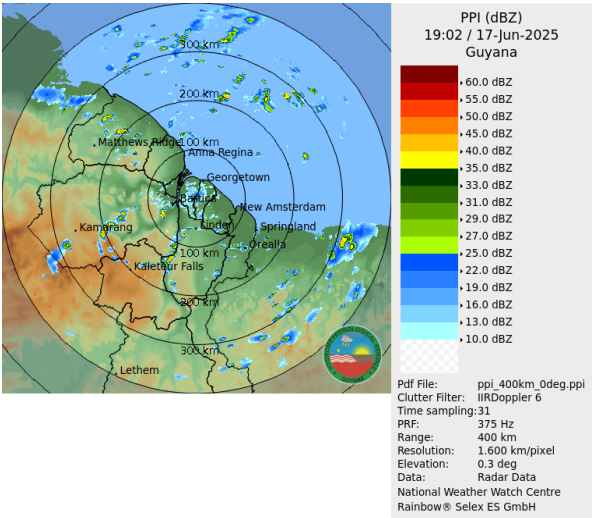 PPI (dBZ)
19:02 / 17-Jun-2025
Guyana
60.0 dBZ
55.0 dBZ
50.0 dBZ
45.0 dBZ
40.0 dBZ
35.0 dBZ
33.0 dBZ
31.0 dBZ
29.0 dBZ
27.0 dBZ
25.0 dBZ
22.0 dBZ
19.0 dBZ
16.0 dBZ
13.0 dBZ
10.0 dBZ
300 km
200 km
100 km
Matthews Ridge
Anna Regina
Georgetown
Bartica
New Amsterdam
Linden
Springland
Kamarang
Orealla
100 km
Kaieteur Falls
200 km
300 km
Lethem
Pdf File: ppi_400km_0deg.ppi
Clutter Filter: IIRDoppler 6
Time sampling:31
PRF: 375 Hz
Range: 400 km
Resolution: 1.600 km/pixel
Elevation: 0.3 deg
Data: Radar Data
National Weather Watch Centre
Rainbow® Selex ES GmbH